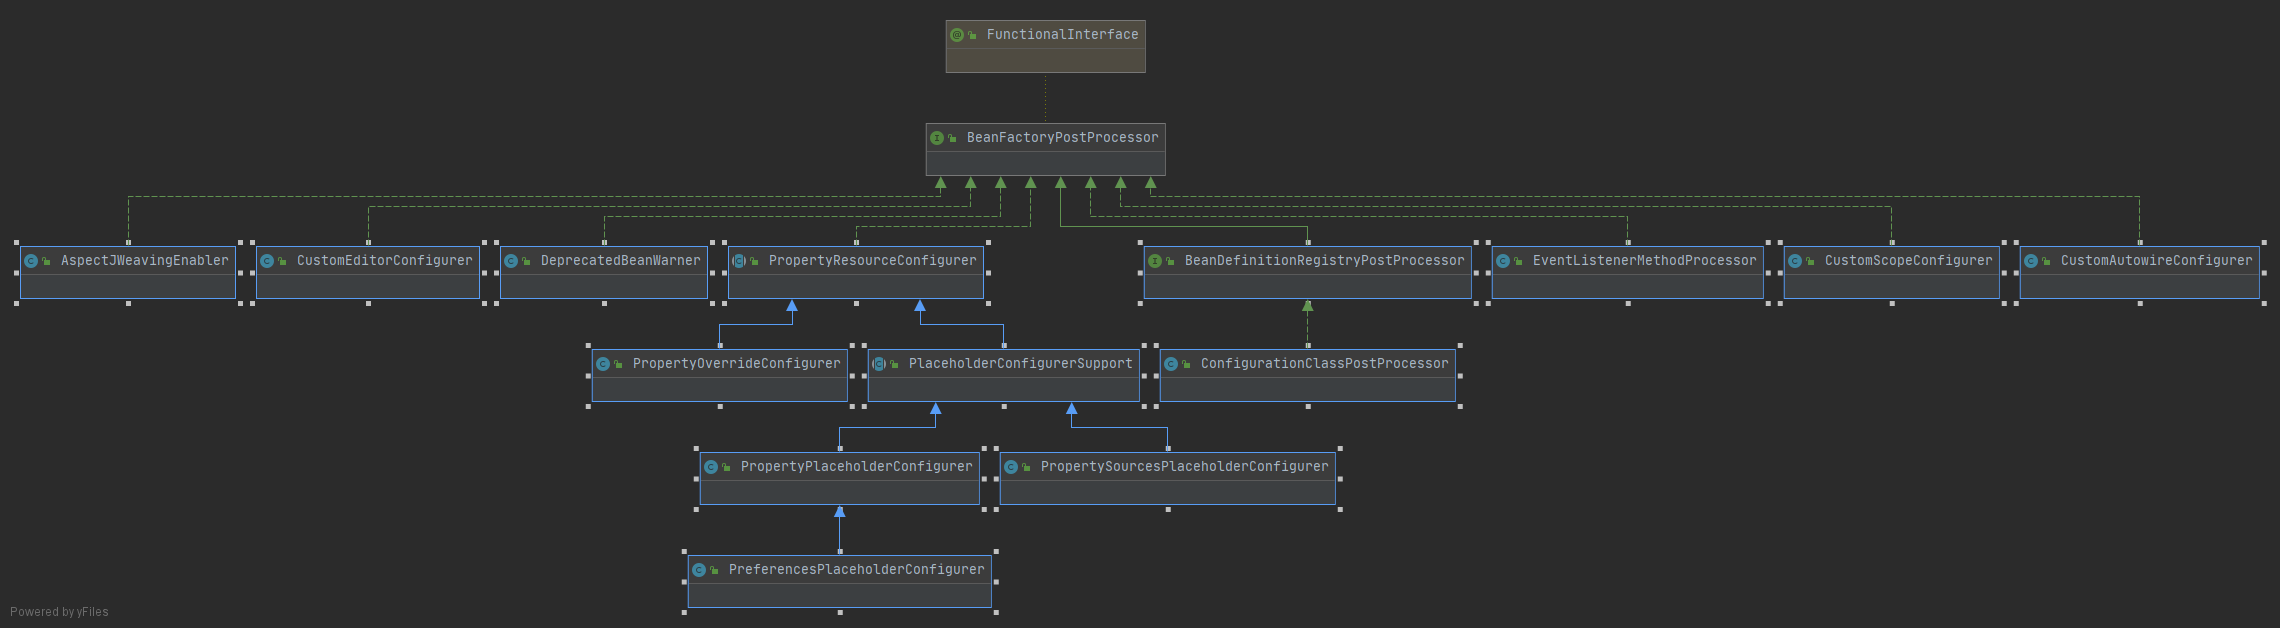 FunctionalInterface
BeanFactoryPostProcessor
AspectJWeavingEnabler
CustomEditorConfigurer
DeprecatedBeanWarner
PropertyResourceConfigurer
BeanDefinitionRegistryPostProcessor
EventListenerMethodProcessor
CustomScopeConfigurer
CustomAutowireConfigurer
PropertyOverrideConfigurer
PlaceholderConfigurerSupport
ConfigurationClassPostProcessor
PropertyPlaceholderConfigurer
PropertySourcesPlaceholderConfigurer
PreferencesPlaceholderConfigurer
Powered by yFiles